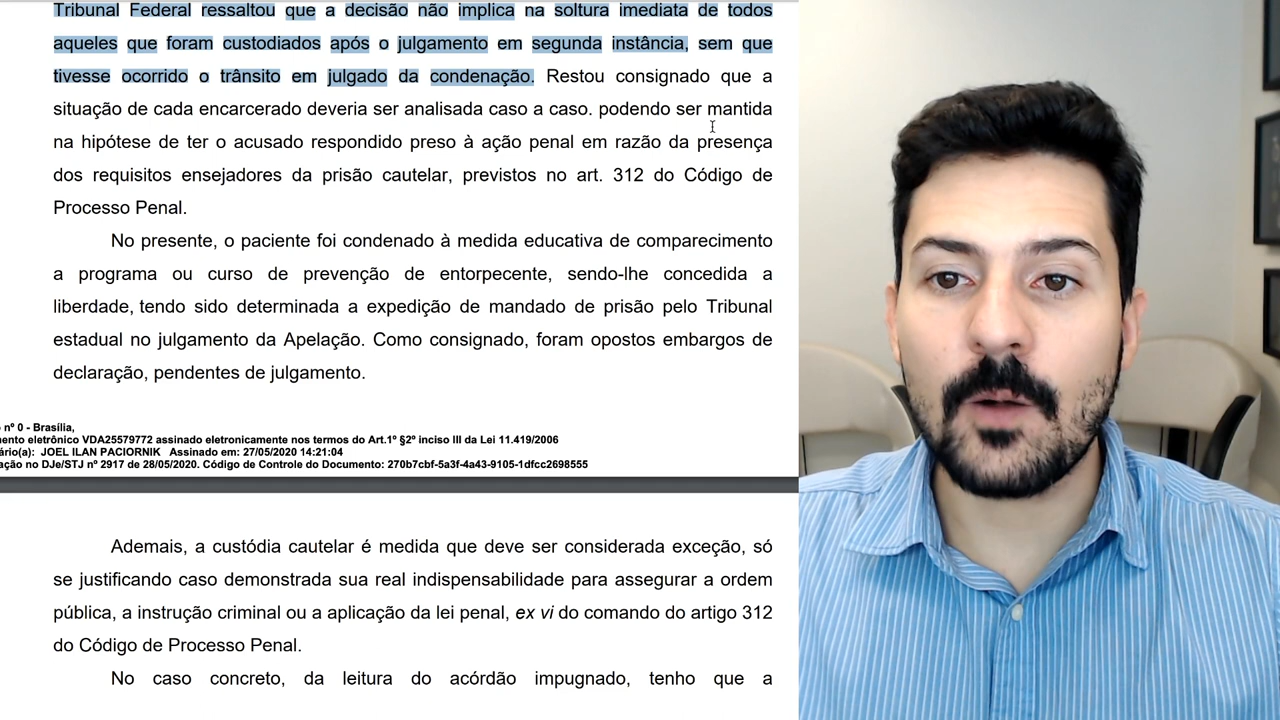 Tribunal Federal ressaltou que a decisão não implica na soltura imediata de todos
aqueles que foram custodiados após o julgamento em segunda instância, sem que
tivesse ocorrido o trânsito em julgado da condenação. Restou consignado que a
situação de cada encarcerado deveria ser analisada caso a caso. podendo ser mantida
na hipótese de ter o acusado respondido preso à ação penal em razão da presença
dos requisitos ensejadores da prisão cautelar, previstos no art. 312 do Código de
Processo Penal.
No presente, o paciente foi condenado à medida educativa de comparecimento
a programa ou curso de prevenção de entorpecente, sendo-lhe concedida a
liberdade, tendo sido determinada a expedição de mandado de prisão pelo Tribunal
estadual no julgamento da Apelação. Como consignado, foram opostos embargos de
declaração, pendentes de julgamento.
nº 0 - Brasília,
ento eletrônico VDA25579772 assinado eletronicamente nos termos do Art.1º §2º inciso III da Lei 11.419/2006
ário(a): JOEL ILAN PACIORNIK Assinado em: 27/05/2020 14:21:04
ação no DJe/STJ nº 2917 de 28/05/2020. Código de Controle do Documento: 270b7cbf-5a3f-4a43-9105-1dfcc2698555
Ademais, a custódia cautelar é medida que deve ser considerada exceção, só
se justificando caso demonstrada sua real indispensabilidade para assegurar a ordem
pública, a instrução criminal ou a aplicação da lei penal, ex vi do comando do artigo 312
do Código de Processo Penal.
No caso concreto, da leitura do acórdão impugnado, tenho que a